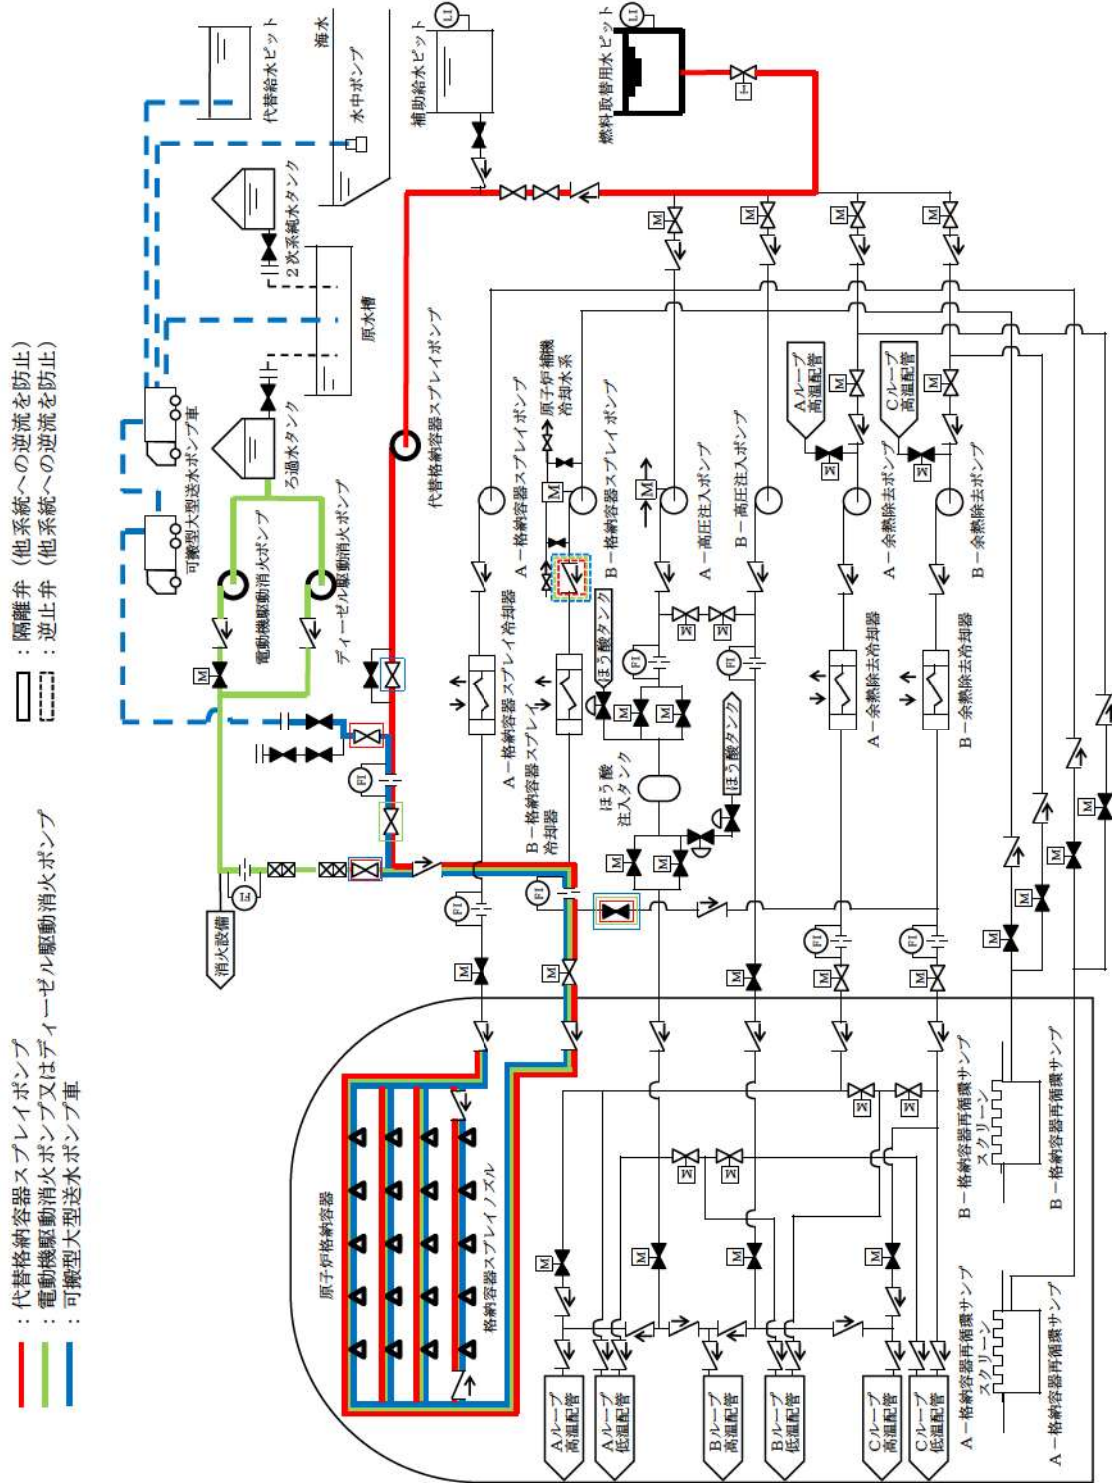 ：代替格納容器スプレイポンプ
：電動機駆動消火ポンプ又はディーゼル駆動消火ポンプ
：可搬型大型送水ポンプ車
：隔離弁（他系統への逆流を防止）
：逆止弁（他系統への逆流を防止）
可搬型大型送水ポンプ車
代替給水ピット
海水
水中ポンプ
2次系純水タンク
原水槽
ろ過水タンク
電動機駆動消火ポンプ
ディーゼル駆動消火ポンプ
M
消火設備
FI
FI
補助給水ピット
LI
燃料取替用水ピット
LI
代替格納容器スプレイポンプ
原子炉格納容器
格納容器スプレイノズル
A－格納容器スプレイポンプ
A－格納容器スプレイ冷却器
FI
M
原子炉補機
冷却水系
M
B－格納容器スプレイポンプ
B－格納容器スプレイ
冷却器
FI
M
M
M
A－高圧注入ポンプ
FI
ほう酸タンク
M
M
ほう酸
注入タンク
M
M
M
M
M
B－高圧注入ポンプ
FI
ほう酸タンク
M
M
Aループ
高温配管
M
M
A－余熱除去ポンプ
A－余熱除去冷却器
FI
M
M
Cループ
高温配管
M
M
B－余熱除去ポンプ
B－余熱除去冷却器
FI
M
M
M
M
M
M
M
M
M
M
M
M
M
Aループ
高温配管
Aループ
低温配管
Bループ
高温配管
Bループ
低温配管
Cループ
高温配管
Cループ
低温配管
B－格納容器再循環サンプ
スクリーン
B－格納容器再循環サンプ
A－格納容器再循環サンプ
スクリーン
A－格納容器再循環サンプ